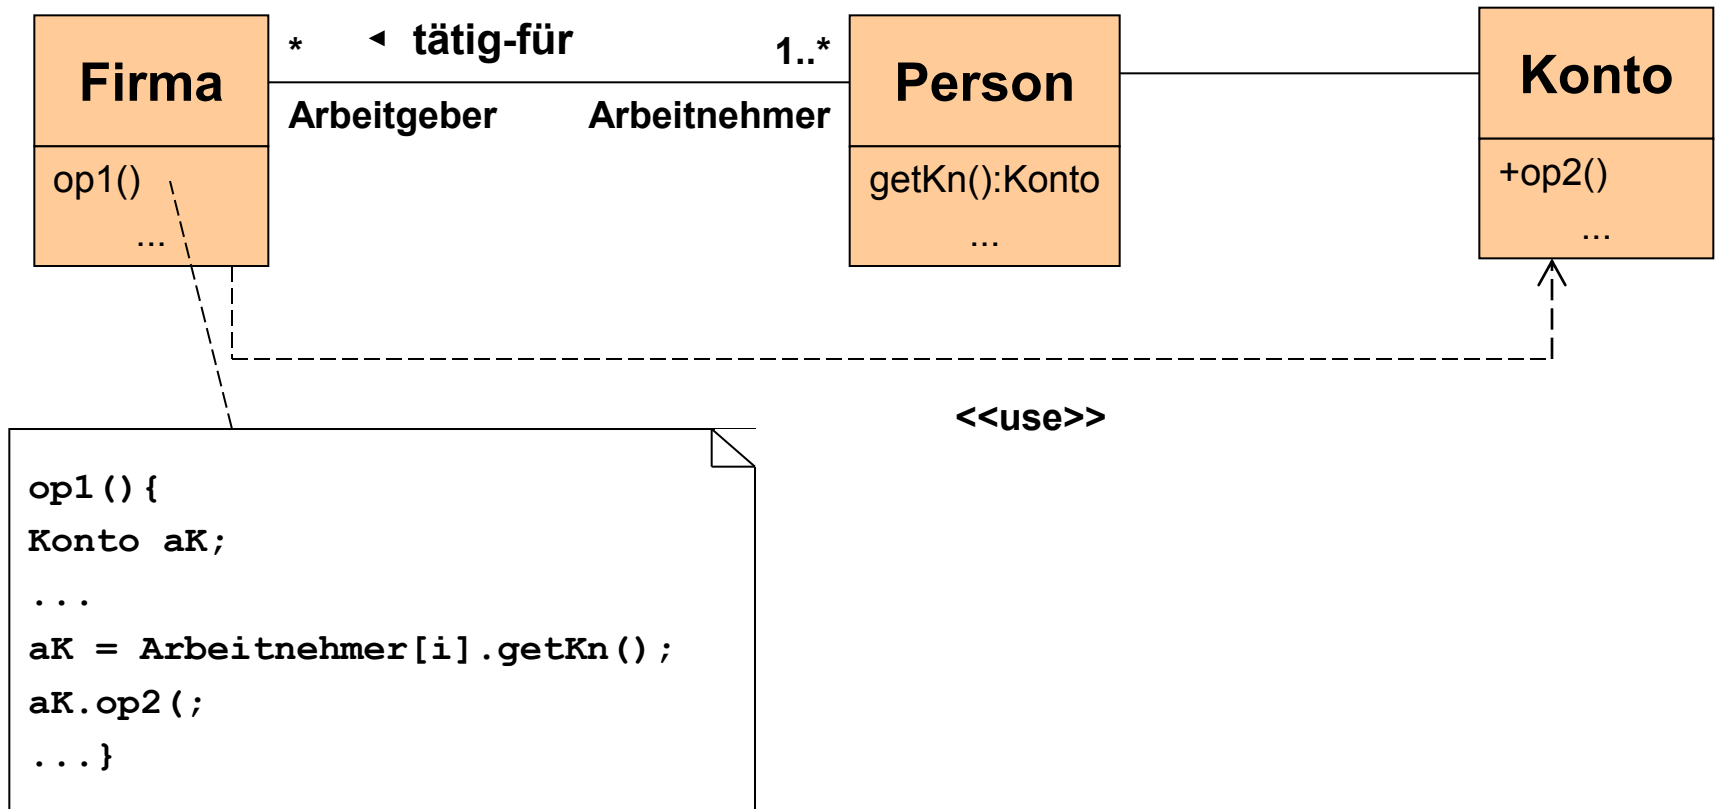 Firma
op1()
...
* ◄ tätig-für 1..*
Arbeitgeber Arbeitnehmer
Person
getKn():Konto
...
Konto
+op2()
...
<<use>>
op1(){
Konto aK;
...
aK = Arbeitnehmer[i].getKn();
aK.op2(;
...}